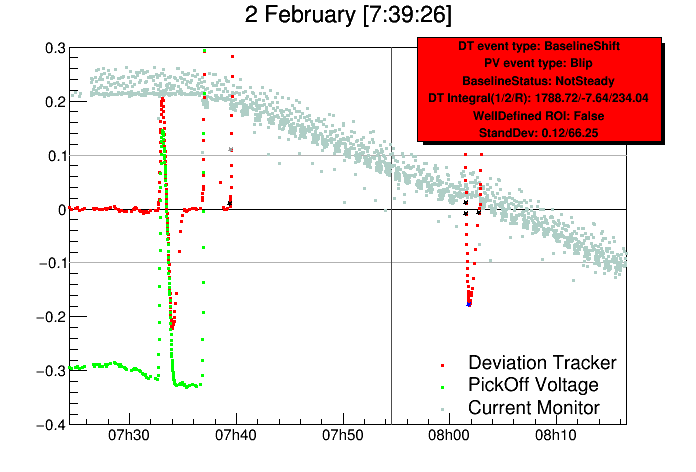 2 February [7:39:26]
DT event type: BaselineShift
PV event type: Blip
BaselineStatus: NotSteady
DT Integral(1/2/R): 1788.72/-7.64/234.04
WellDefined ROI: False
StandDev: 0.12/66.25
0.3
0.2
0.1
0
−0.1
−0.2
−0.3
−0.4
Deviation Tracker
PickOff Voltage
Current Monitor
07h30 07h40 07h50 08h00 08h10